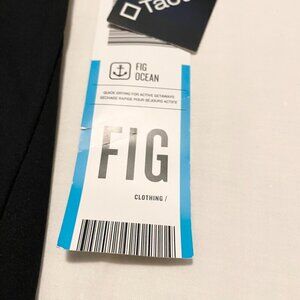 FIG
OCEAN
QUICK DRYING FOR ACTIVE GETAWAYS
SÉCHAGE RAPIDE POUR SÉJOURS ACTIFS
FIG
CLOTHING /